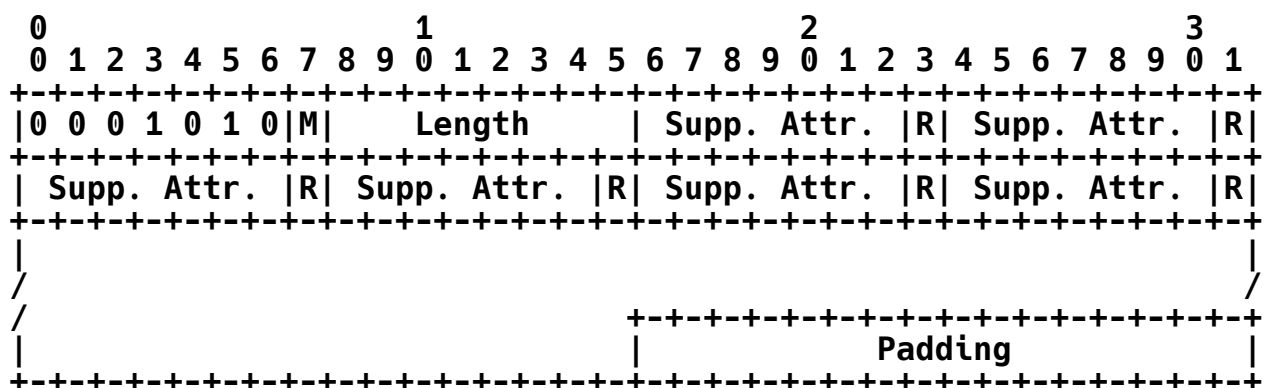 0                   1                   2                   3
 0 1 2 3 4 5 6 7 8 9 0 1 2 3 4 5 6 7 8 9 0 1 2 3 4 5 6 7 8 9 0 1
+-+-+-+-+-+-+-+-+-+-+-+-+-+-+-+-+-+-+-+-+-+-+-+-+-+-+-+-+-+-+-+-+
|0 0 0 1 0 1 0|M|    Length     | Supp. Attr. |R| Supp. Attr. |R|
+-+-+-+-+-+-+-+-+-+-+-+-+-+-+-+-+-+-+-+-+-+-+-+-+-+-+-+-+-+-+-+-+
| Supp. Attr. |R| Supp. Attr. |R| Supp. Attr. |R| Supp. Attr. |R|
+-+-+-+-+-+-+-+-+-+-+-+-+-+-+-+-+-+-+-+-+-+-+-+-+-+-+-+-+-+-+-+-+
|                                                               |
/                                                               /
/                               +-+-+-+-+-+-+-+-+-+-+-+-+-+-+-+-+
|                               |            Padding            |
+-+-+-+-+-+-+-+-+-+-+-+-+-+-+-+-+-+-+-+-+-+-+-+-+-+-+-+-+-+-+-+-+